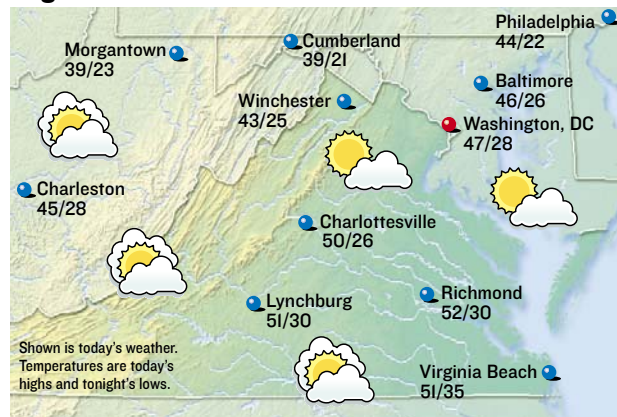 Philadelphia
44/22
Morgantown
39/23
Cumberland
39/21
Baltimore
46/26
Winchester
43/25
Washington, DC
47/28
Charleston
45/28
Charlottesville
50/26
Lynchburg
51/30
Richmond
52/30
Shown is today's weather.
Temperatures are today's
highs and tonight's lows.
Virginia Beach
51/35